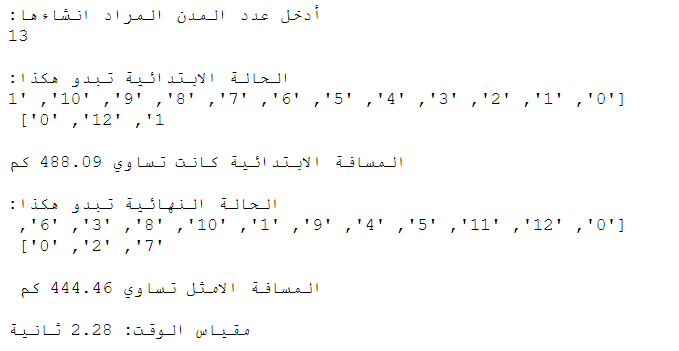 أدخل عدد المدن المراد انشاءها:
13
الحالة الابتدائية تبدو هكذا:
['0', '1', '2', '3', '4', '5', '6', '7', '8', '9', '10', '1
1', '12', '0']
المسافة الابتدائية كانت تساوي 488.09 كم
الحالة النهائية تبدو هكذا:
['0', '12', '11', '5', '4', '9', '1', '10', '8', '3', '6',
'7', '2', '0']
المسافة الامثل تساوي 444.46 كم
مقياس الوقت: 2.28 ثانية